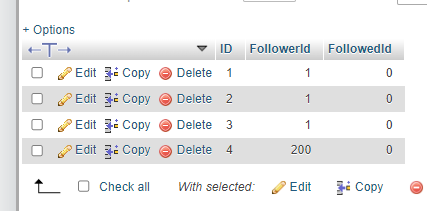 + Options
ID FollowerId FollowedId
Edit Copy Delete 1 1 0
Edit Copy Delete 2 1 0
Edit Copy Delete 3 1 0
Edit Copy Delete 4 200 0
Check all With selected: Edit Copy